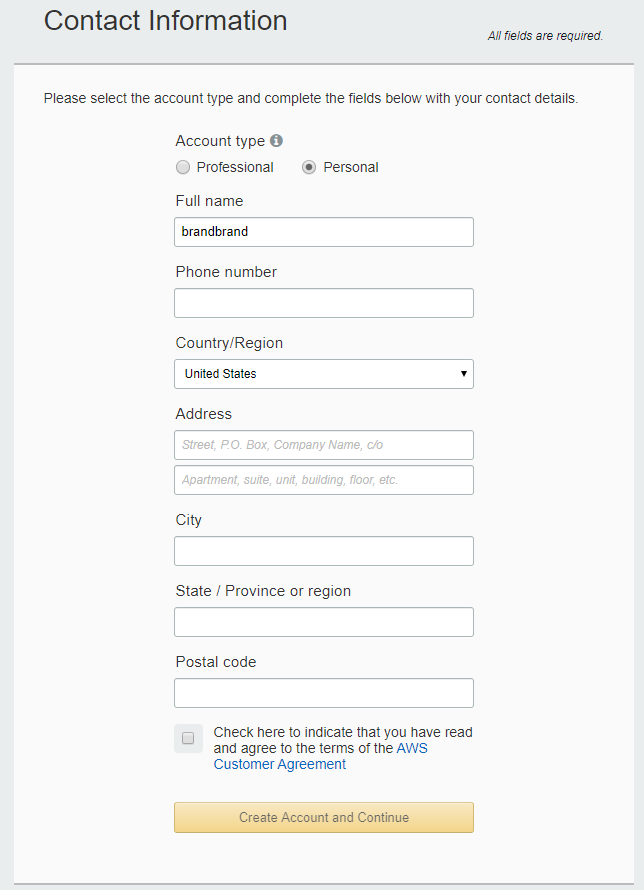 Contact Information
All fields are required.
Please select the account type and complete the fields below with your contact details.
Account type
Professional
Personal
Full name
brandbrand
Phone number
Country/Region
United States
Address
Street, P.O. Box, Company Name, c/o
Apartment, suite, unit, building, floor, etc.
City
State / Province or region
Postal code
Check here to indicate that you have read
and agree to the terms of the AWS
Customer Agreement
Create Account and Continue